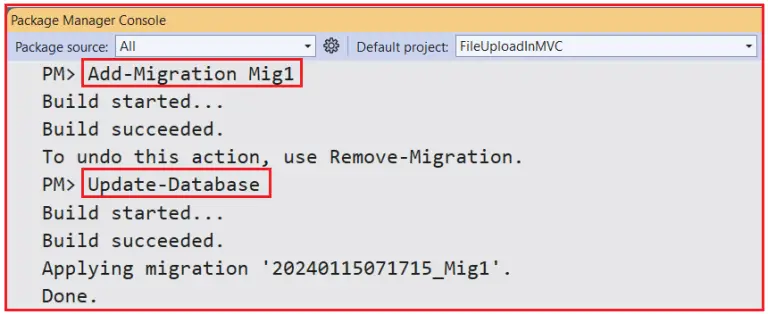 Package Manager Console
Package source: All Default project: FileUploadInMVC
PM> Add-Migration Mig1
Build started...
Build succeeded.
To undo this action, use Remove-Migration.
PM> Update-Database
Build started...
Build succeeded.
Applying migration '20240115071715_Mig1'.
Done.